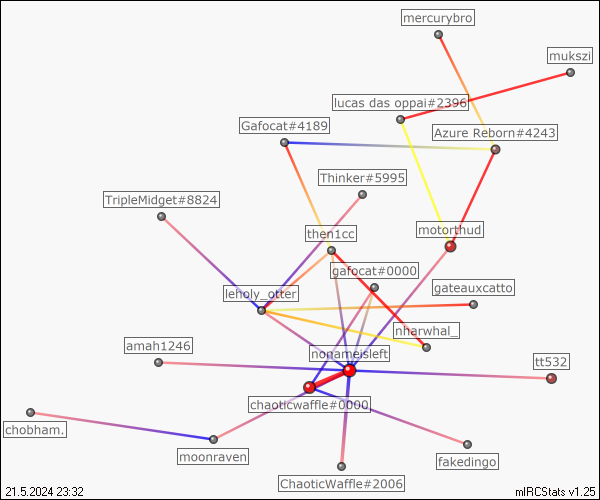 mercurybro
mukszi
lucas das oppai#2396
Gafocat#4189
Azure Reborn#4243
Thinker#5995
TripleMidget#8824
motorthud
then1cc
gafocat#0000
gateauxcatto
leholy_otter
nharwhal_
amah1246
nonameisleft
tt532
chaoticwaffle#0000
chobham.
moonraven
fakedingo
ChaoticWaffle#2006
21.5.2024 23:32
mIRCStats v1.25